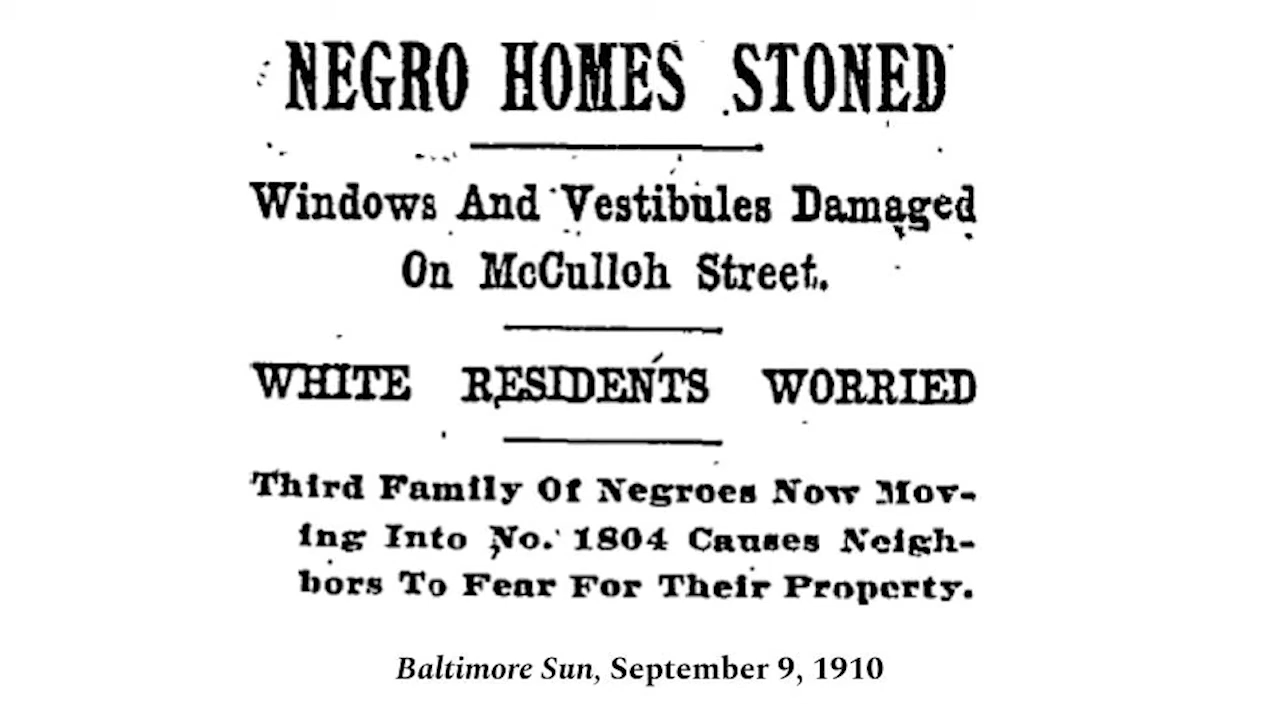 NEGRO HOMES STONED
Windows And Vestibules Damaged
On McCulloh Street.
WHITE RESIDENTS WORRIED
Third Family Of Negroes Now Mov-
ing Into No. 1804 Causes Neigh-
bors To Fear For Their Property.
Baltimore Sun, September 9, 1910